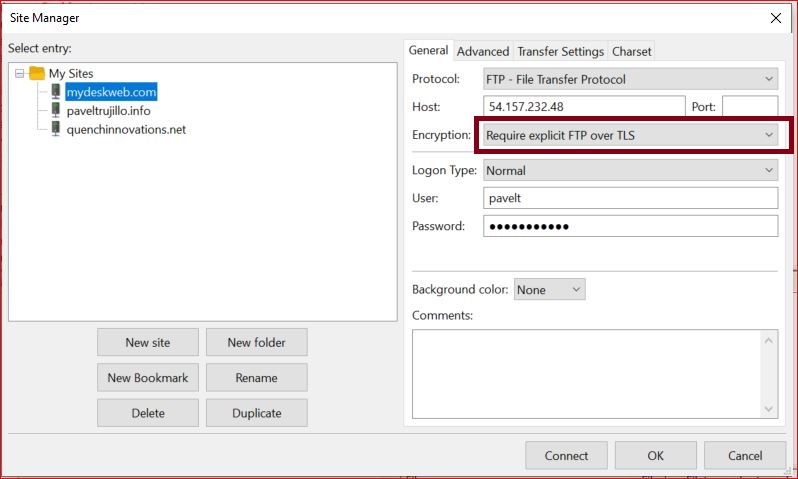 Site Manager
Select entry:
My Sites
mydeskweb.com
paveltrujillo.info
quenchinnovations.net
New site
New folder
New Bookmark
Rename
Delete
Duplicate
General
Advanced
Transfer Settings
Charset
Protocol:
FTP - File Transfer Protocol
Host:
54.157.232.48
Port:
Encryption:
Require explicit FTP over TLS
Logon Type:
Normal
User:
pavelt
Password:
●●●●●●●●●●●
Background color:
None
Comments:
Connect
OK
Cancel